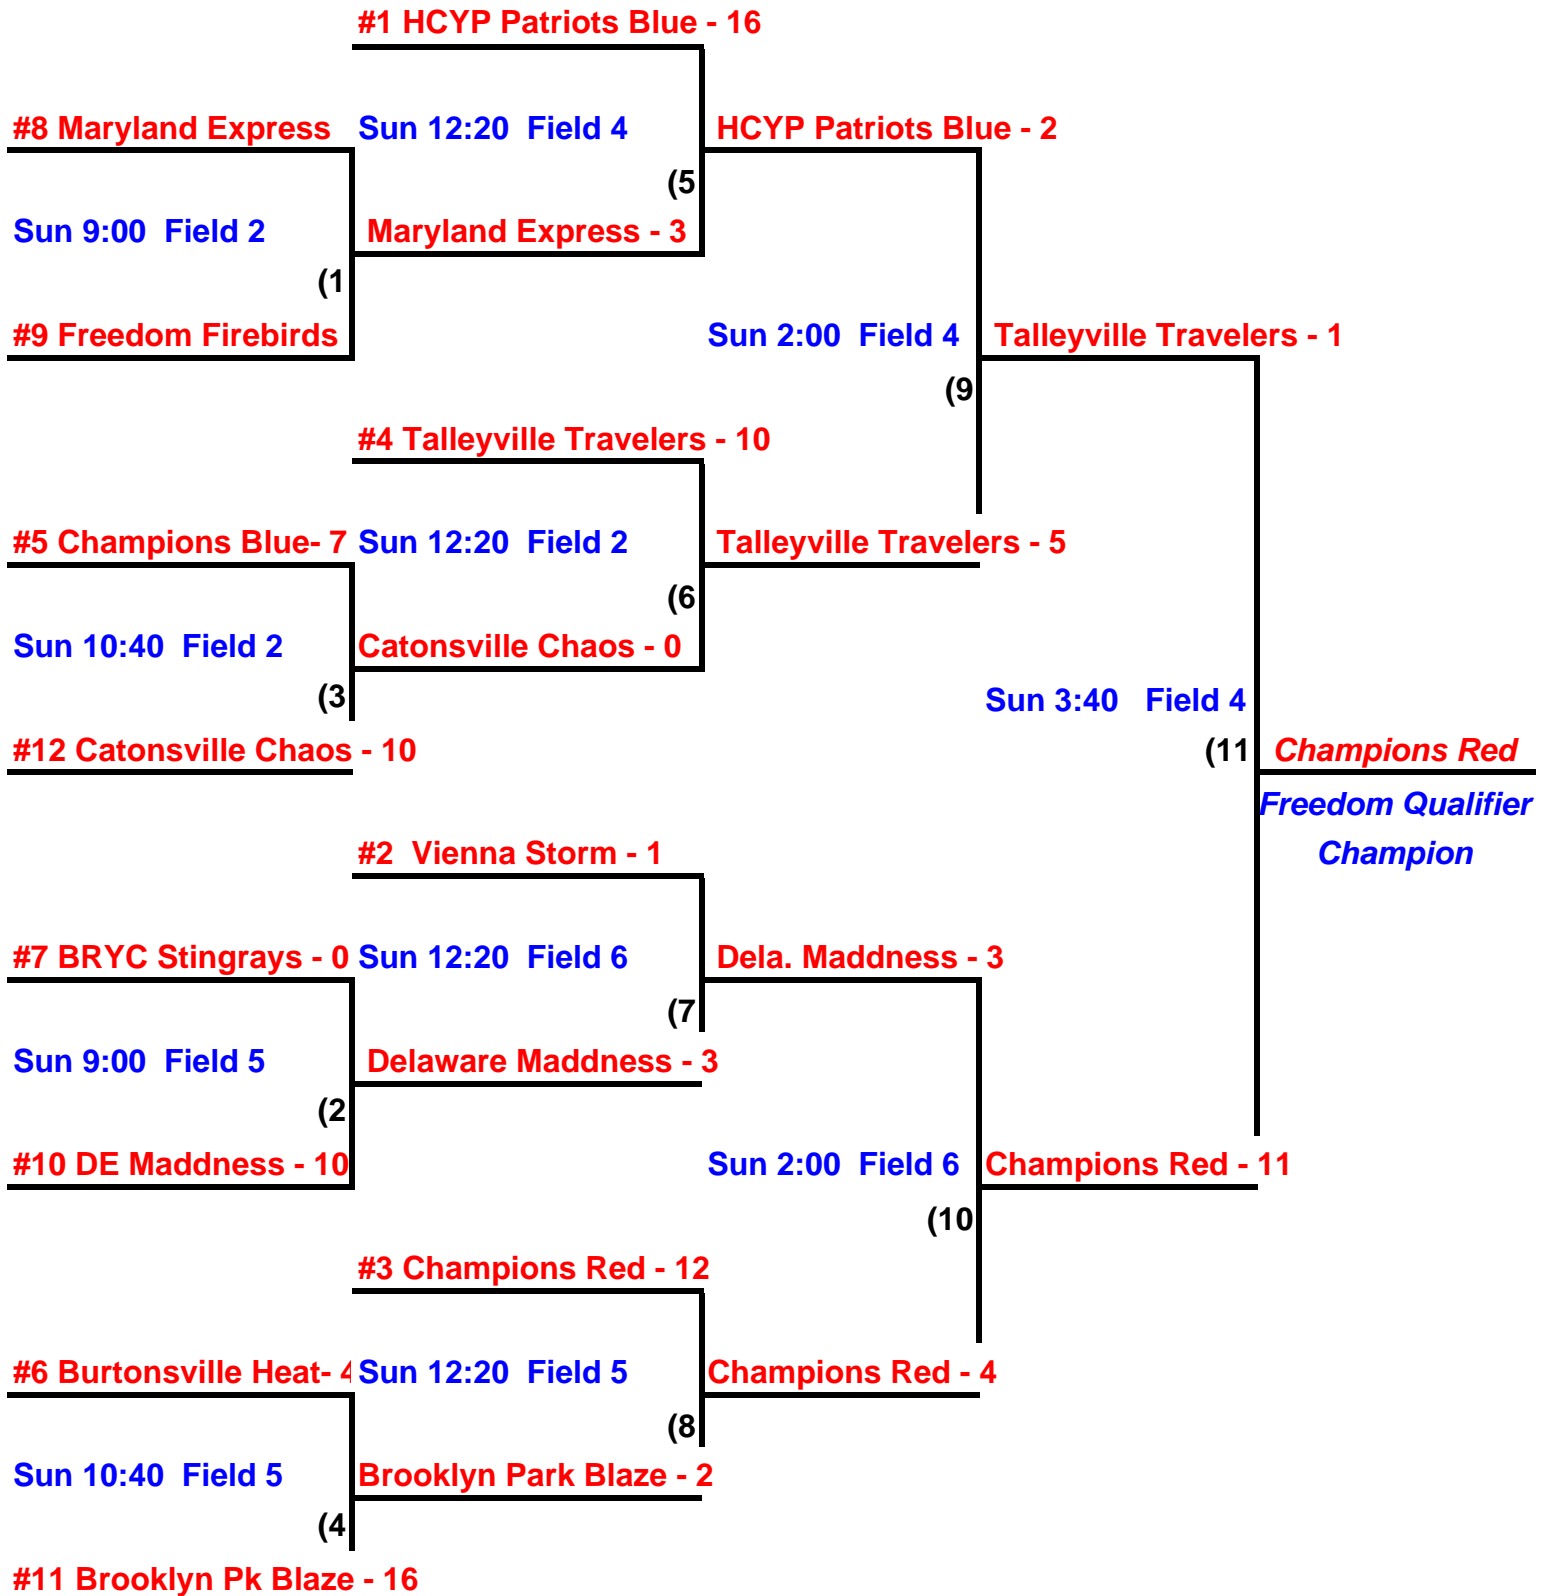 #1 HCYP Patriots Blue - 16
#8 Maryland Express
Sun 12:20 Field 4
HCYP Patriots Blue - 2
(5
Sun 9:00 Field 2
Maryland Express - 3
(1
#9 Freedom Firebirds
Sun 2:00 Field 4
Talleyville Travelers - 1
(9
#4 Talleyville Travelers - 10
#5 Champions Blue- 7
Sun 12:20 Field 2
Talleyville Travelers - 5
(6
Sun 10:40 Field 2
Catonsville Chaos - 0
(3
Sun 3:40 Field 4
#12 Catonsville Chaos - 10
(11
Champions Red
Freedom Qualifier
Champion
#2 Vienna Storm - 1
#7 BRYC Stingrays - 0
Sun 12:20 Field 6
Dela. Maddness - 3
(7
Sun 9:00 Field 5
Delaware Maddness - 3
(2
#10 DE Maddness - 10
Sun 2:00 Field 6
Champions Red - 11
(10
#3 Champions Red - 12
#6 Burtonsville Heat- 4
Sun 12:20 Field 5
Champions Red - 4
(8
Sun 10:40 Field 5
Brooklyn Park Blaze - 2
(4
#11 Brooklyn Pk Blaze - 16